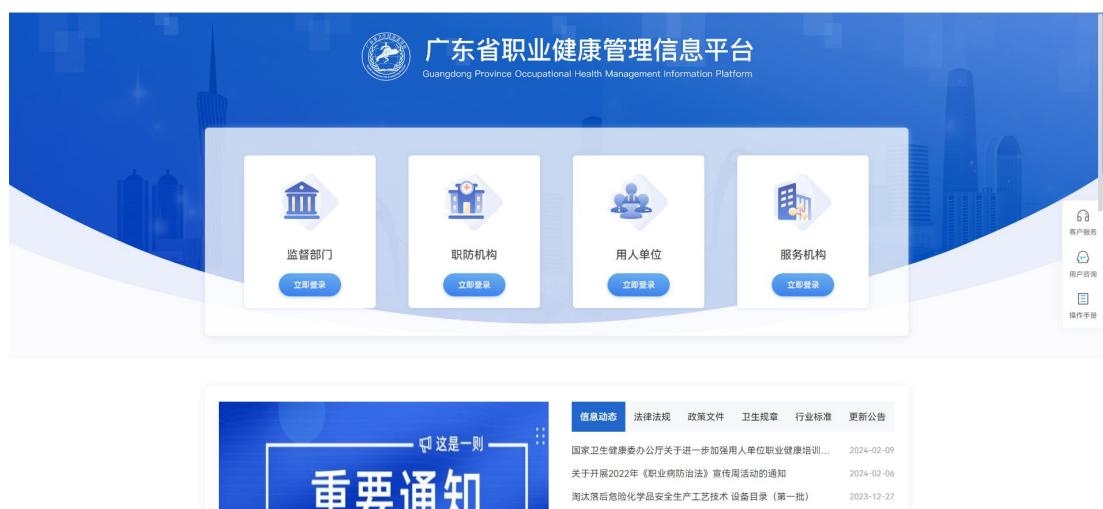 广东省职业健康管理信息平台
Guangdong Province Occupational Health Management Information Platform
监督部门
立即登录
职防机构
立即登录
用人单位
立即登录
服务机构
立即登录
客户服务
用户咨询
操作手册
这是一则
重要通知
信息动态 法律法规 政策文件 卫生规章 行业标准 更新公告
国家卫生健康委办公厅关于进一步加强用人单位职业健康培训... 2024-02-09
关于开展2022年《职业病防治法》宣传周活动的通知 2024-02-06
淘汰落后危险化学品安全生产工艺技术 设备目录（第一批） 2023-12-27